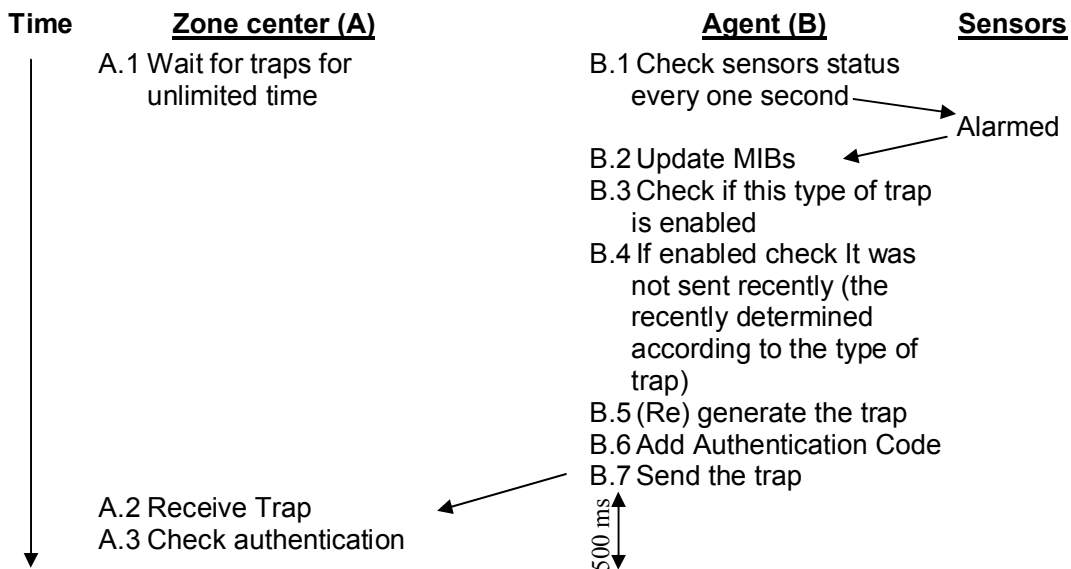 Time Zone center (A) Agent (B) Sensors
A.1 Wait for traps for
unlimited time
B.1 Check sensors status
every one second
Alarmed
B.2 Update MIBs
B.3 Check if this type of trap
is enabled
B.4 If enabled check It was
not sent recently (the
recently determined
according to the type of
trap)
B.5 (Re) generate the trap
B.6 Add Authentication Code
B.7 Send the trap
A.2 Receive Trap
A.3 Check authentication
500 ms